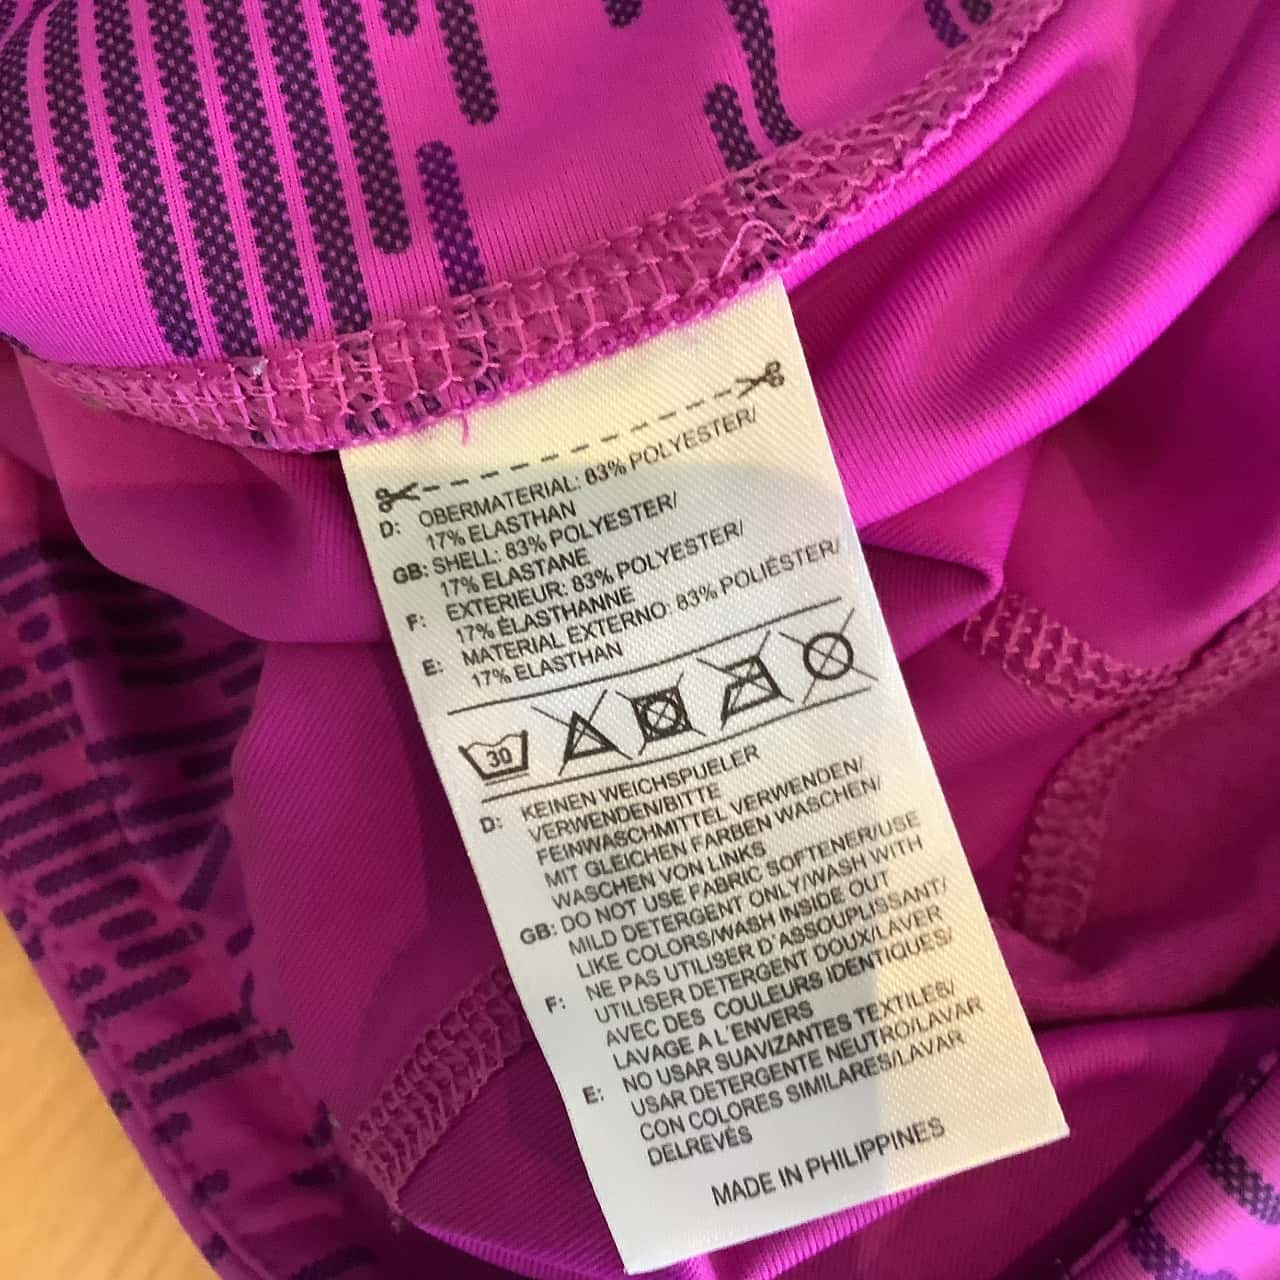 D: OBERMATERIAL: 83% POLYESTER/
17% ELASTHAN
GB: SHELL: 83% POLYESTER/
17% ELASTANE
F: EXTERIEUR: 83% POLYESTER/
17% ÉLASTHANNE
E: MATERIAL EXTERNO: 83% POLIÉSTER/
17% ELASTHAN
30
D: KEINEN WEICHSPUELER
VERWENDEN/BITTE
FEINWASCHMITTEL VERWENDEN/
MIT GLEICHEN FARBEN WASCHEN/
WASCHEN VON LINKS
GB: DO NOT USE FABRIC SOFTENER/USE
MILD DETERGENT ONLY/WASH WITH
LIKE COLORS/WASH INSIDE OUT
F: NE PAS UTILISER D'ASSOUPLISSANT/
UTILISER DETERGENT DOUX/LAVER
AVEC DES COULEURS IDENTIQUES/
LAVAGE A L'ENVERS
E: NO USAR SUAVIZANTES TEXTILES/
USAR DETERGENTE NEUTRO/LAVAR
CON COLORES SIMILARES/LAVAR
DELREVÉS
MADE IN PHILIPPINES